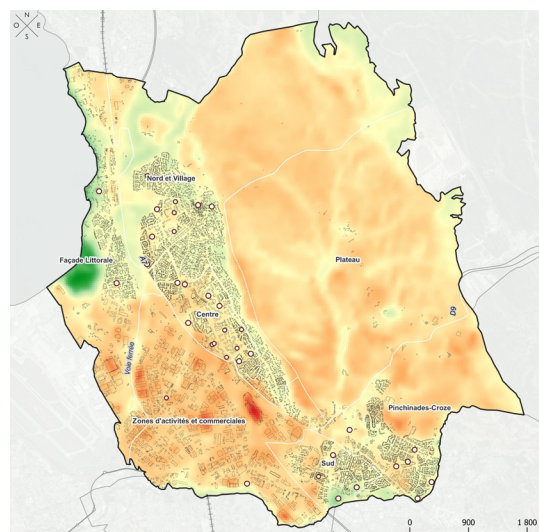 N
O E
S
Nord et Village
Façade Littorale
A7
Plateau
Centre
D9
Voie ferrée
Pinchinades-Croze
Zones d'activités et commerciales
Sud
0 900 1 800